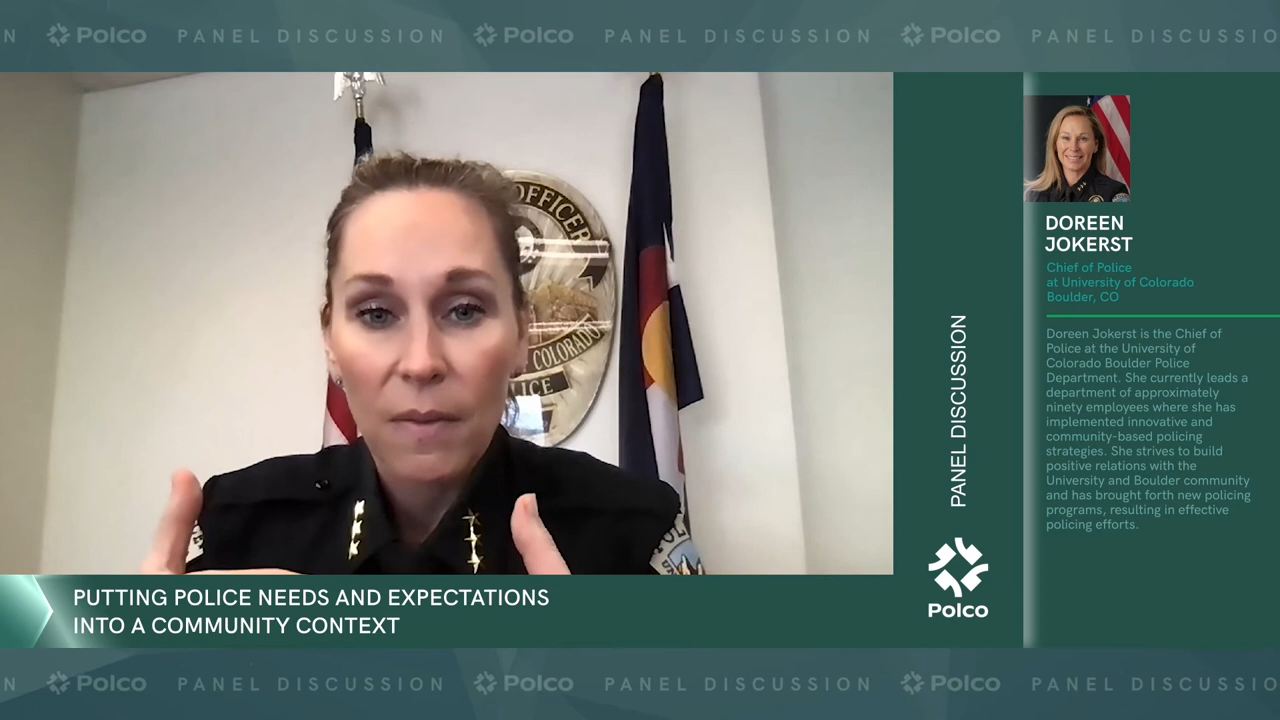 N Polco PANEL DISCUSSION Polco PANEL DISCUSSION Polco PANEL DISCUSSIO
OFFICER
COLORADO
LICE
POL
PANEL DISCUSSION
Polco
DOREEN
JOKERST
Chief of Police
at University of Colorado
Boulder, CO
Doreen Jokerst is the Chief of
Police at the University of
Colorado Boulder Police
Department. She currently leads a
department of approximately
ninety employees where she has
implemented innovative and
community-based policing
strategies. She strives to build
positive relations with the
University and Boulder community
and has brought forth new policing
programs, resulting in effective
policing efforts.
PUTTING POLICE NEEDS AND EXPECTATIONS
INTO A COMMUNITY CONTEXT
N Polco PANEL DISCUSSION Polco PANEL DISCUSSION Polco PANEL DISCUSSIO